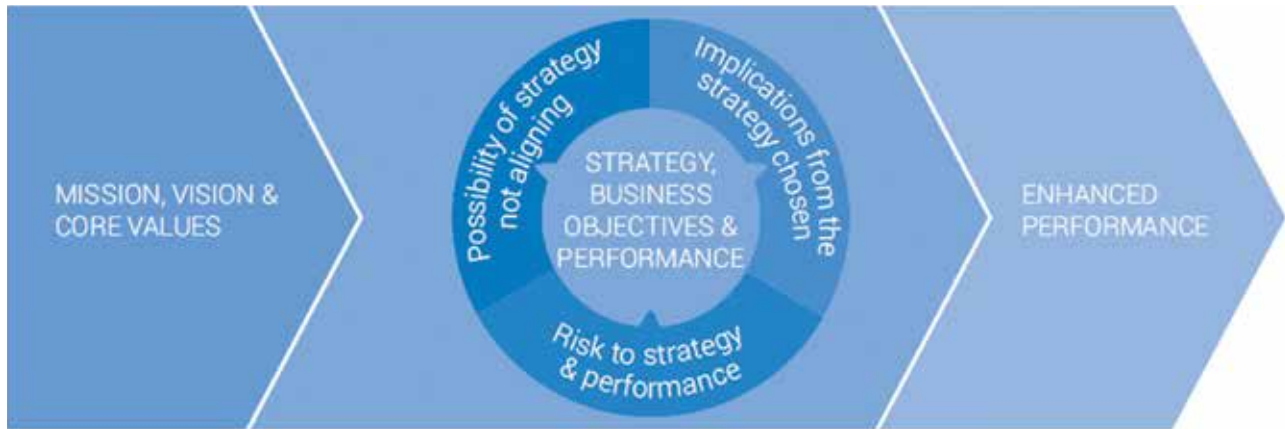 MISSION, VISION &
CORE VALUES
Possibility of strategy
not aligning
Implications from the
strategy chosen
STRATEGY,
BUSINESS
OBJECTIVES &
PERFORMANCE
Risk to strategy
& performance
ENHANCED
PERFORMANCE